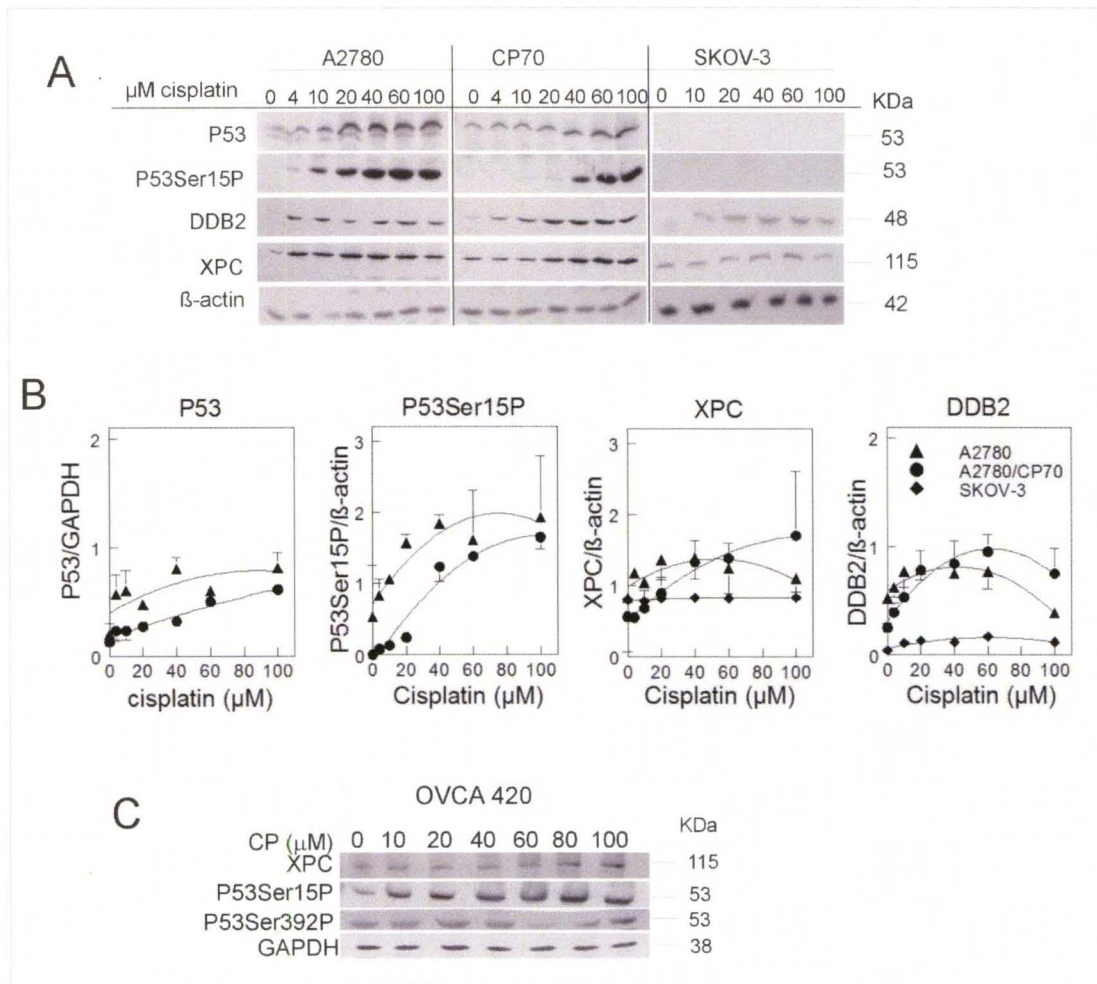 A
A2780 CP70 SKOV-3
µM cisplatin 0 4 10 20 40 60 100 0 4 10 20 40 60 100 0 10 20 40 60 100 KDa
P53 53
P53Ser15P 53
DDB2 48
XPC 115
ß-actin 42
B
P53 P53Ser15P XPC DDB2
P53/GAPDH
2
1
0
0 20 40 60 80 100
cisplatin (µM)
P53Ser15P/ß-actin
3
2
1
0
0 20 40 60 80 100
Cisplatin (µM)
XPC/ß-actin
3
2
1
0
0 20 40 60 80 100
Cisplatin (µM)
DDB2/ß-actin
2
1
0
0 20 40 60 80 100
Cisplatin (µM)
A2780
A2780/CP70
SKOV-3
C
OVCA 420
CP (µM) 0 10 20 40 60 80 100 KDa
XPC 115
P53Ser15P 53
P53Ser392P 53
GAPDH 38